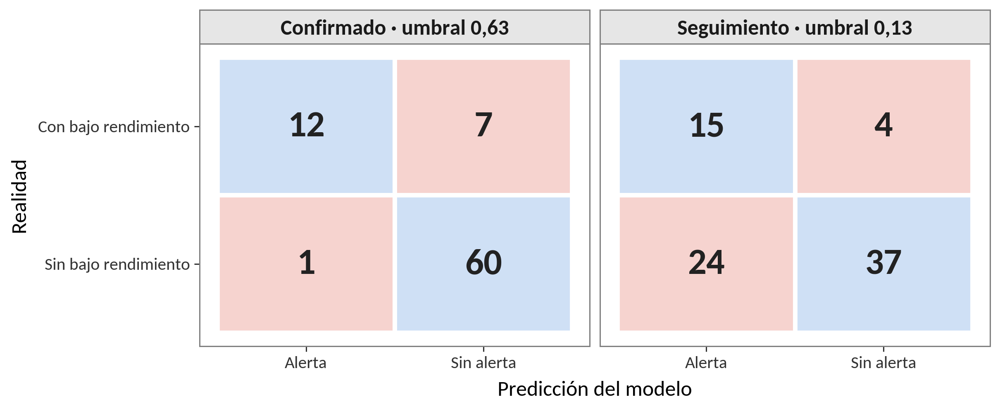 Confirmado · umbral 0,63
Seguimiento · umbral 0,13
Realidad
Con bajo rendimiento
12
7
15
4
Sin bajo rendimiento
1
60
24
37
Alerta
Sin alerta
Alerta
Sin alerta
Predicción del modelo